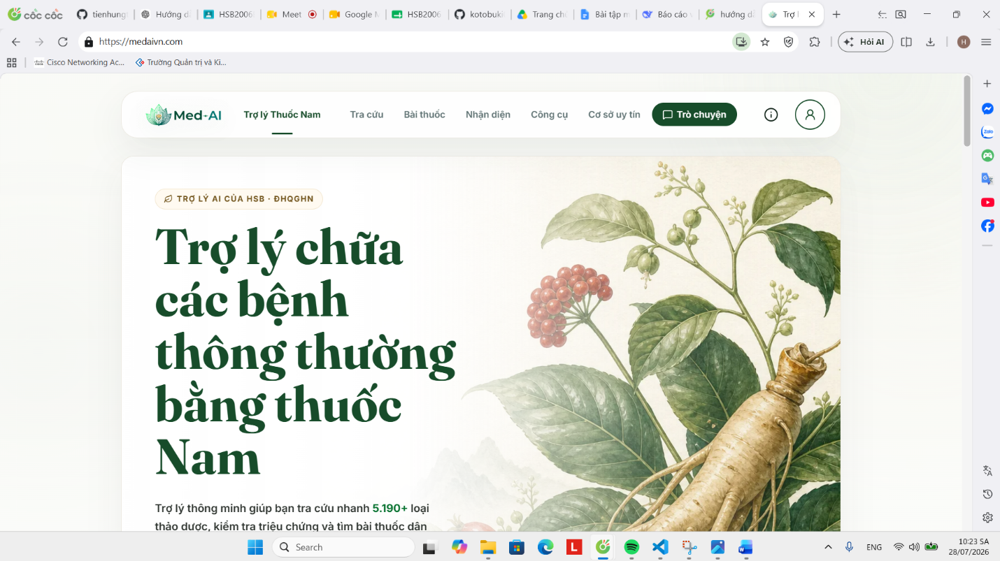 cốc cốc
tienhung
Hướng d
HSB2006
Meet
Google M
HSB2006
kotobuki
Trang ch
Bài tập m
Báo cáo v
hướng dẫ
Trợ l
https://medaivn.com
Hỏi AI
H
Cisco Networking Ac...
Trường Quản trị và Ki...
Med-AI
Trợ lý Thuốc Nam
Tra cứu
Bài thuốc
Nhận diện
Công cụ
Cơ sở uy tín
Trò chuyện
TRỢ LÝ AI CỦA HSB · ĐHQGHN
Trợ lý chữa
các bệnh
thông thường
bằng thuốc
Nam
Trợ lý thông minh giúp bạn tra cứu nhanh 5.190+ loại
thảo dược, kiểm tra triệu chứng và tìm bài thuốc dân
Zalo
Search
L
ENG
10:23 SA
28/07/2026